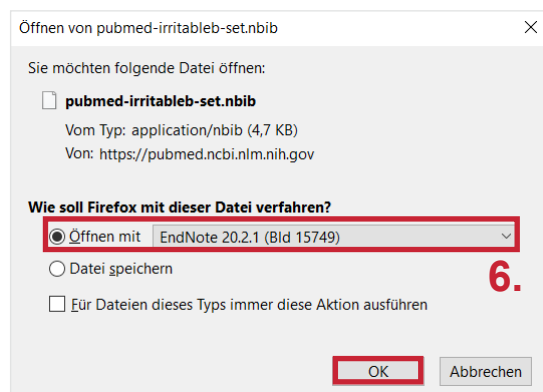 Öffnen von pubmed-irritableb-set.nbib
Sie möchten folgende Datei öffnen:
pubmed-irritableb-set.nbib
Vom Typ: application/nbib (4,7 KB)
Von: https://pubmed.ncbi.nlm.nih.gov
Wie soll Firefox mit dieser Datei verfahren?
Öffnen mit EndNote 20.2.1 (Bld 15749)
Datei speichern
6.
Für Dateien dieses Typs immer diese Aktion ausführen
OK Abbrechen